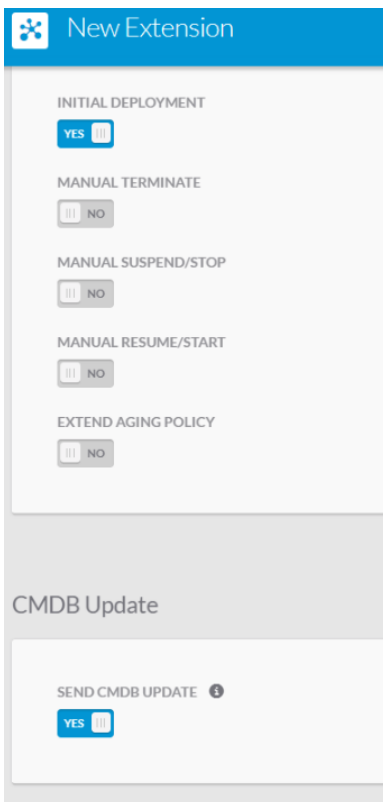 New Extension
INITIAL DEPLOYMENT
YES
MANUAL TERMINATE
NO
MANUAL SUSPEND/STOP
NO
MANUAL RESUME/START
NO
EXTEND AGING POLICY
NO
CMDB Update
SEND CMDB UPDATE
YES